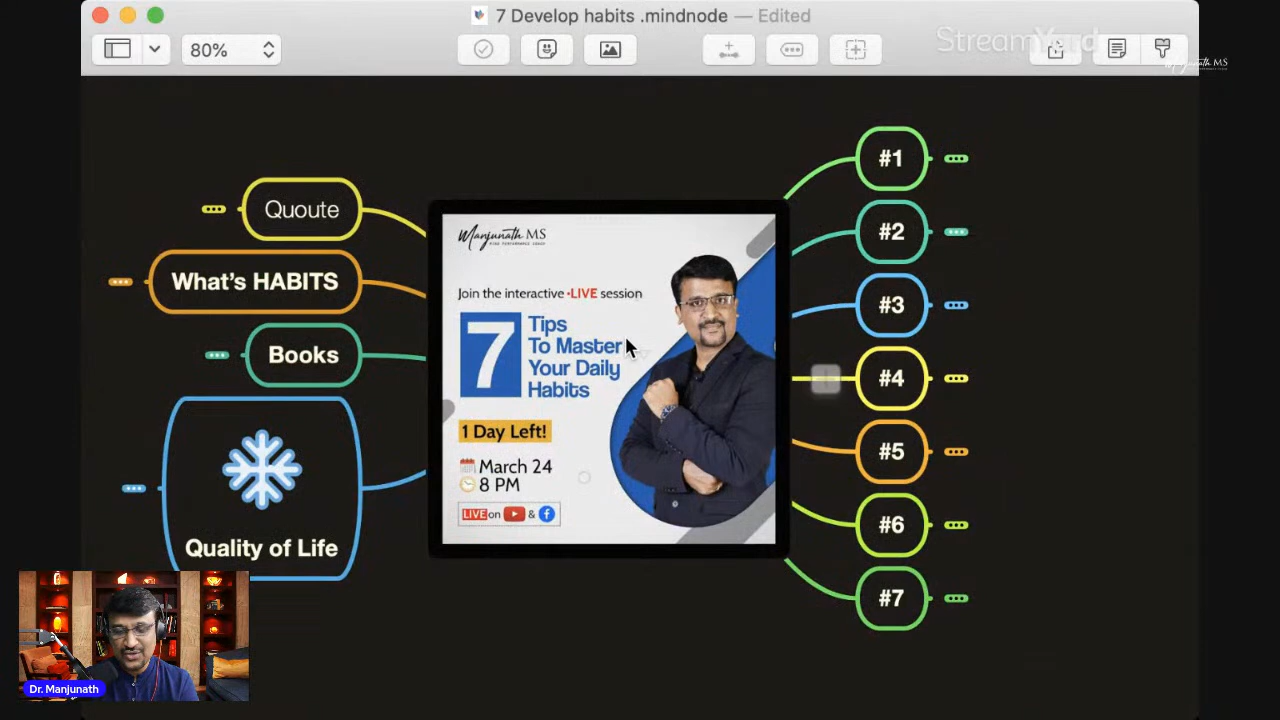 7 Develop habits .mindnode — Edited
80%
StreamYard
Manjunath MS
Quoute
What's HABITS
Books
Quality of Life
Manjunath MS
Join the interactive •LIVE session
7 Tips
To Master
Your Daily
Habits
1 Day Left!
March 24
8 PM
LIVE on & f
#1
#2
#3
#4
#5
#6
#7
Dr. Manjunath